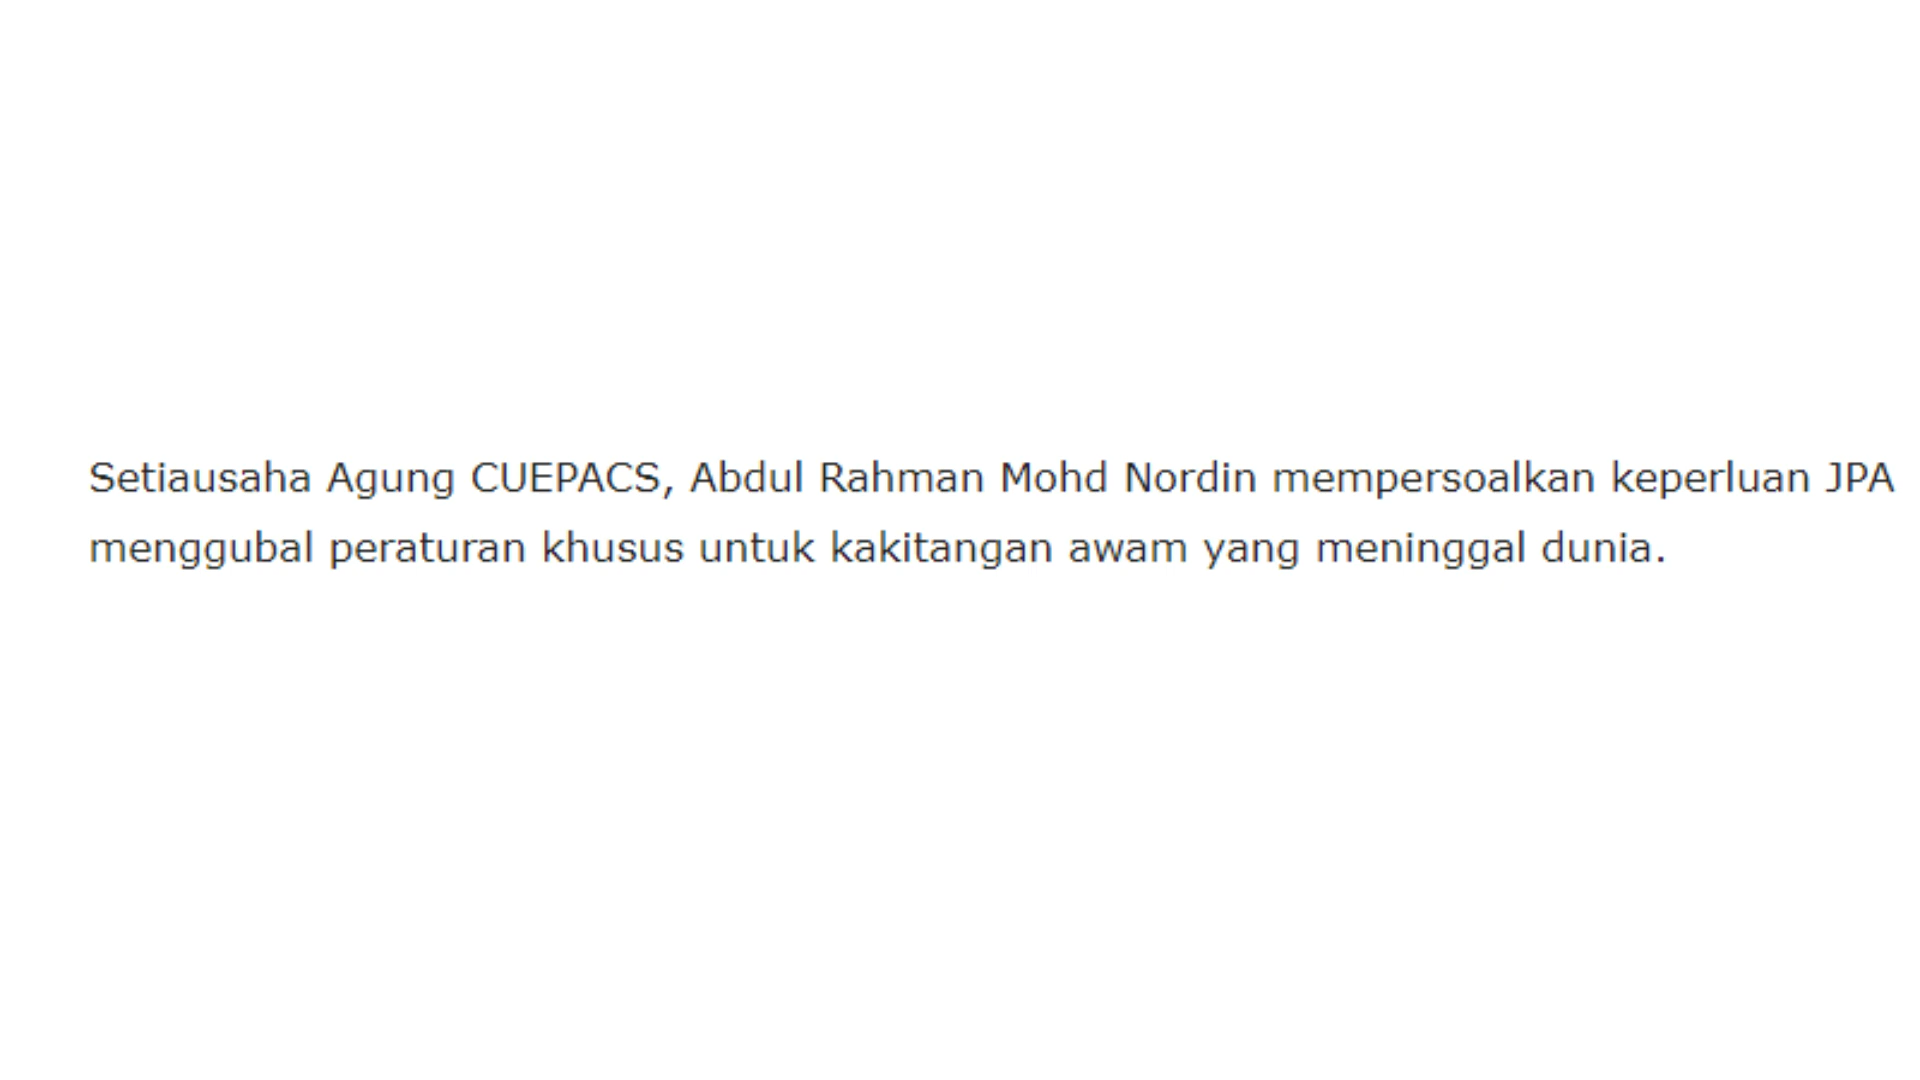 Setiausaha Agung CUEPACS, Abdul Rahman Mohd Nordin mempersoalkan keperluan JPA
menggubal peraturan khusus untuk kakitangan awam yang meninggal dunia.